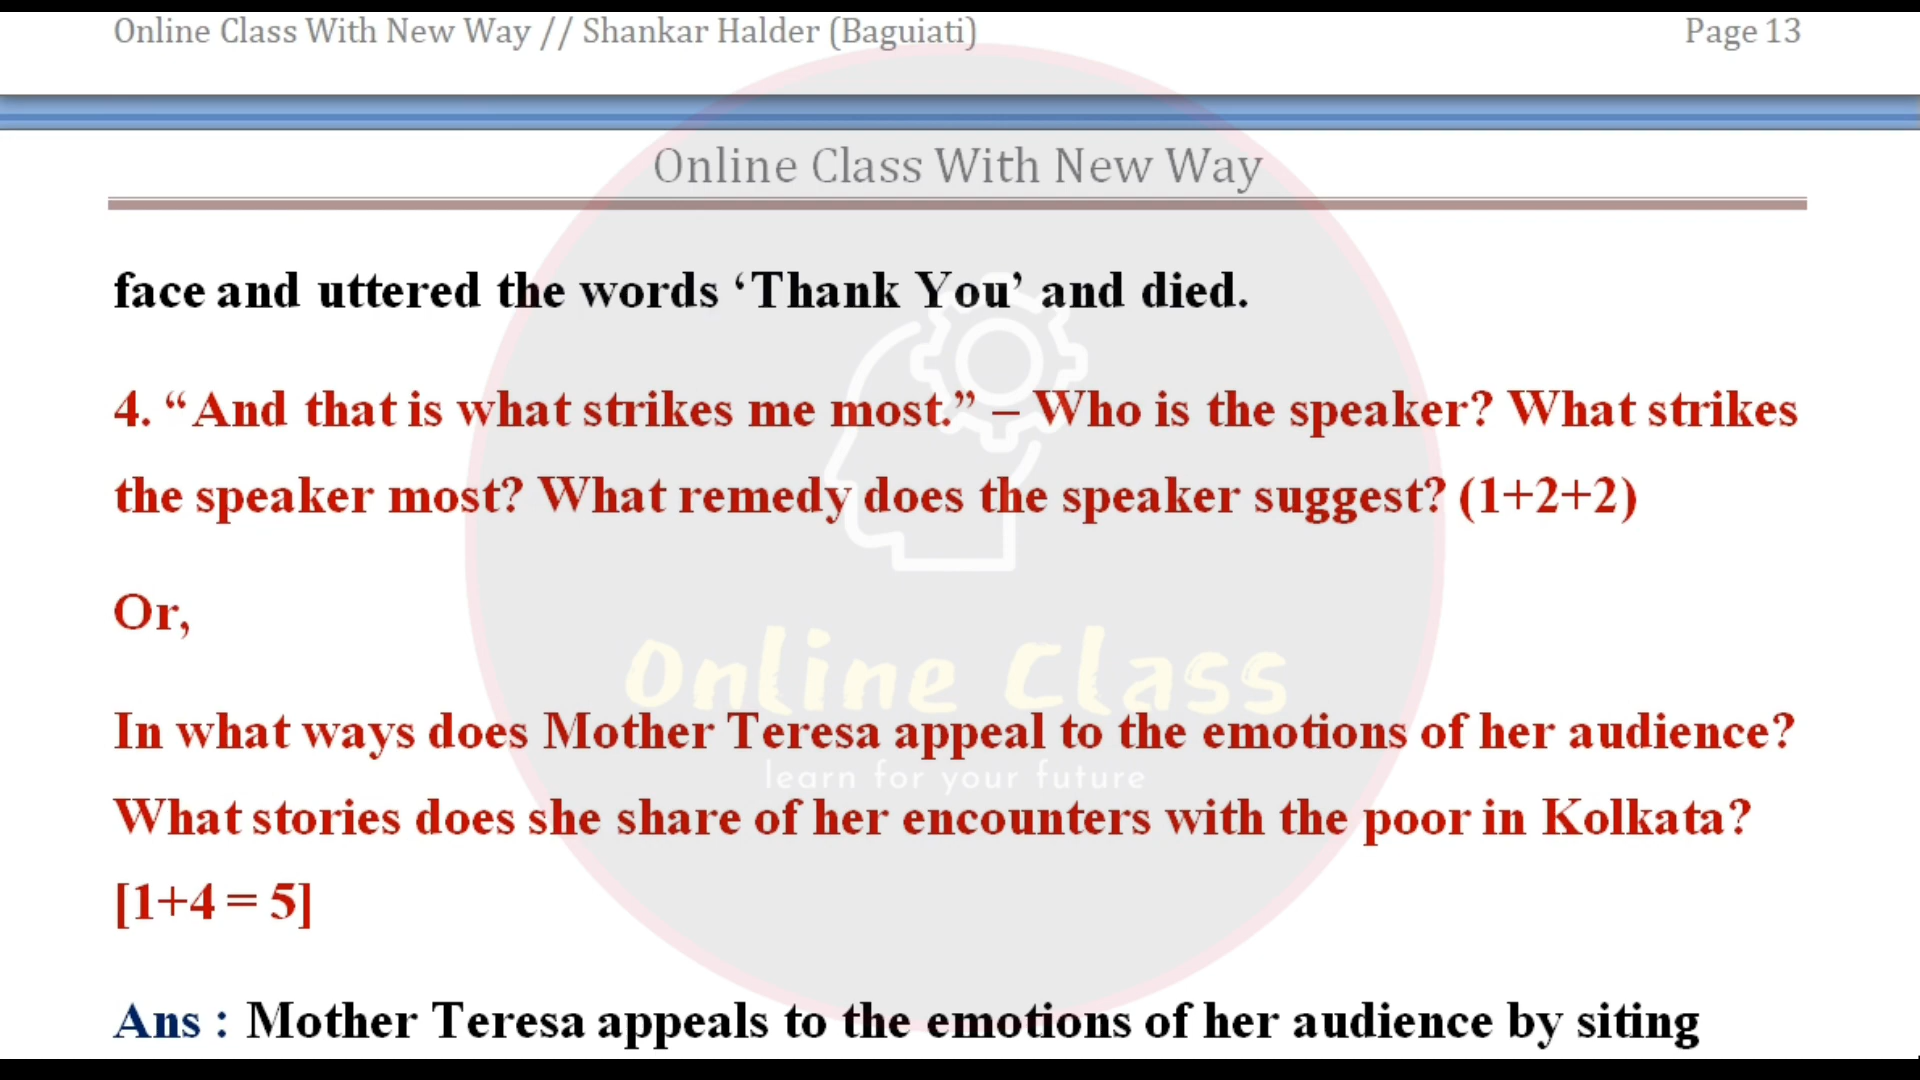 Online Class With New Way // Shankar Halder (Baguiati) Page 13
Online Class With New Way
face and uttered the words ‘Thank You’ and died.
4. “And that is what strikes me most.” – Who is the speaker? What strikes
the speaker most? What remedy does the speaker suggest? (1+2+2)
Or,
Online Class
In what ways does Mother Teresa appeal to the emotions of her audience?
learn for your future
What stories does she share of her encounters with the poor in Kolkata?
[1+4 = 5]
Ans : Mother Teresa appeals to the emotions of her audience by siting